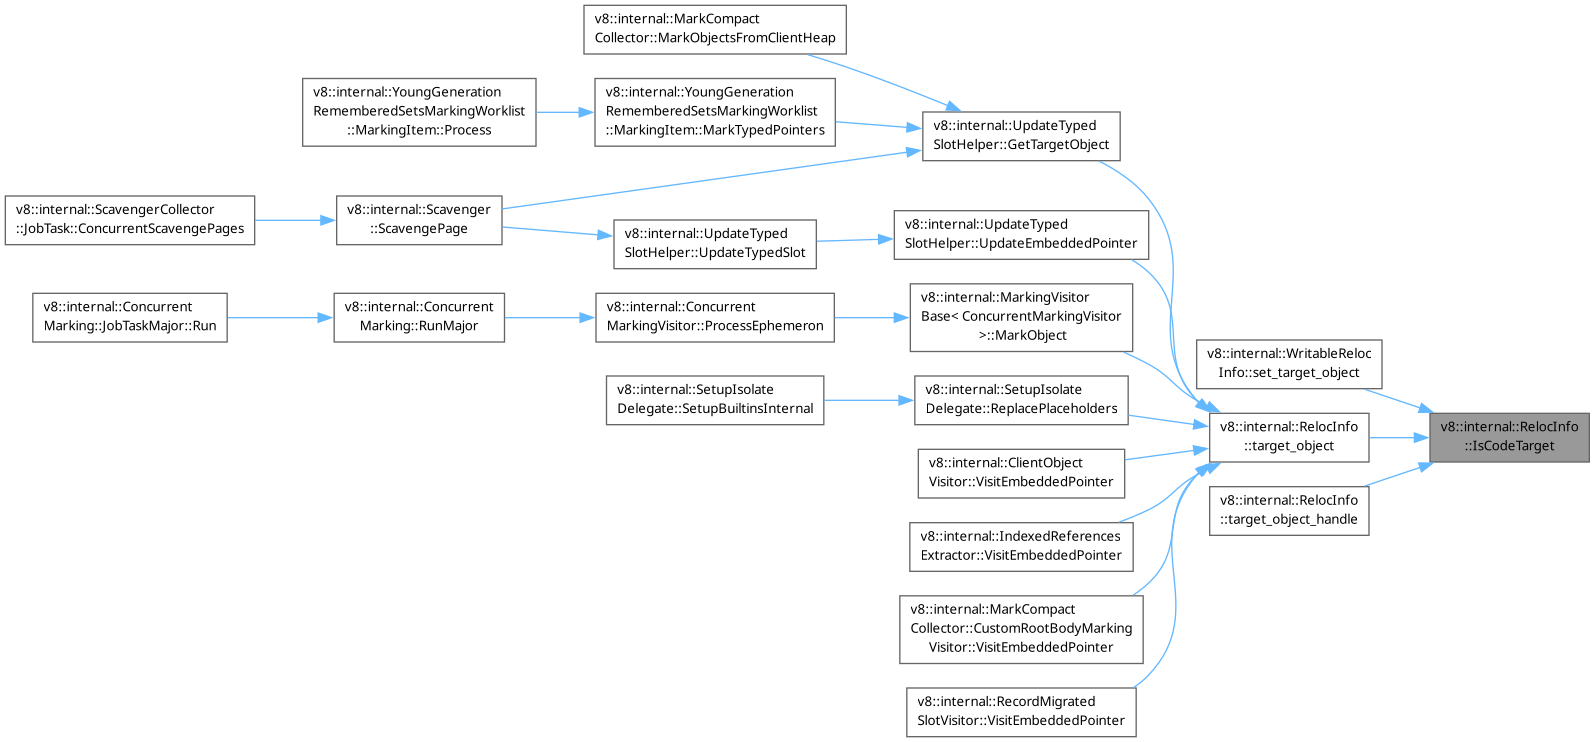 v8::internal::MarkCompact
Collector::MarkObjectsFromClientHeap
v8::internal::YoungGeneration
RememberedSetsMarkingWorklist
::MarkingItem::Process
v8::internal::YoungGeneration
RememberedSetsMarkingWorklist
::MarkingItem::MarkTypedPointers
v8::internal::UpdateTyped
SlotHelper::GetTargetObject
v8::internal::ScavengerCollector
::JobTask::ConcurrentScavengePages
v8::internal::Scavenger
::ScavengePage
v8::internal::UpdateTyped
SlotHelper::UpdateTypedSlot
v8::internal::UpdateTyped
SlotHelper::UpdateEmbeddedPointer
v8::internal::Concurrent
Marking::JobTaskMajor::Run
v8::internal::Concurrent
Marking::RunMajor
v8::internal::Concurrent
MarkingVisitor::ProcessEphemeron
v8::internal::MarkingVisitor
Base< ConcurrentMarkingVisitor
>::MarkObject
v8::internal::WritableReloc
Info::set_target_object
v8::internal::SetupIsolate
Delegate::SetupBuiltinsInternal
v8::internal::SetupIsolate
Delegate::ReplacePlaceholders
v8::internal::RelocInfo
::target_object
v8::internal::RelocInfo
::IsCodeTarget
v8::internal::ClientObject
Visitor::VisitEmbeddedPointer
v8::internal::RelocInfo
::target_object_handle
v8::internal::IndexedReferences
Extractor::VisitEmbeddedPointer
v8::internal::MarkCompact
Collector::CustomRootBodyMarking
Visitor::VisitEmbeddedPointer
v8::internal::RecordMigrated
SlotVisitor::VisitEmbeddedPointer